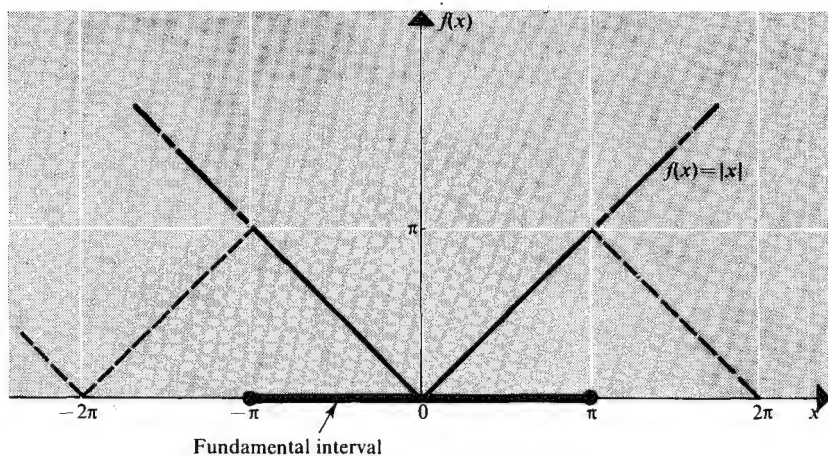 f(x)
f(x)=|x|
π
−2π −π 0 π 2π x
Fundamental interval